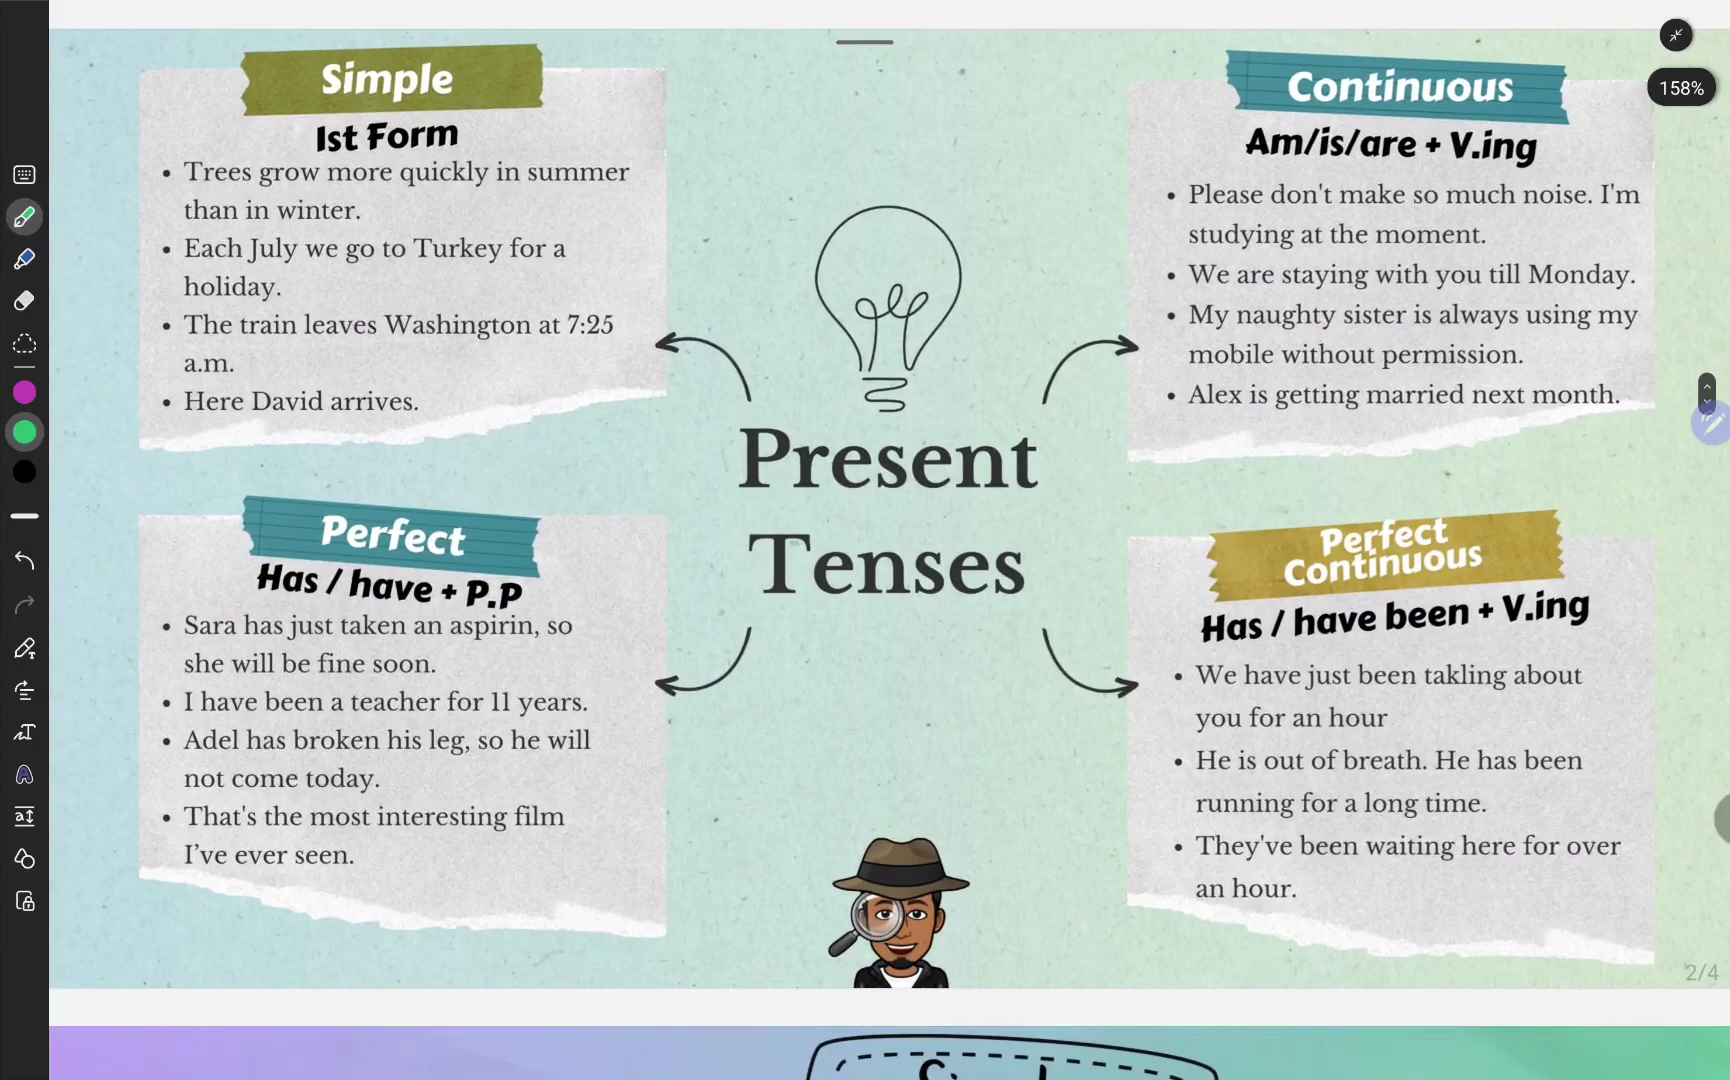 Simple
1st Form
• Trees grow more quickly in summer
than in winter.
• Each July we go to Turkey for a
holiday.
• The train leaves Washington at 7:25
a.m.
• Here David arrives.
Continuous
Am/is/are + V.ing
• Please don't make so much noise. I'm
studying at the moment.
• We are staying with you till Monday.
• My naughty sister is always using my
mobile without permission.
• Alex is getting married next month.
158%
Present
Tenses
Perfect
Has / have + P.P
• Sara has just taken an aspirin, so
she will be fine soon.
• I have been a teacher for 11 years.
• Adel has broken his leg, so he will
not come today.
• That's the most interesting film
I’ve ever seen.
Perfect
Continuous
Has / have been + V.ing
• We have just been takling about
you for an hour
• He is out of breath. He has been
running for a long time.
• They've been waiting here for over
an hour.
2/4